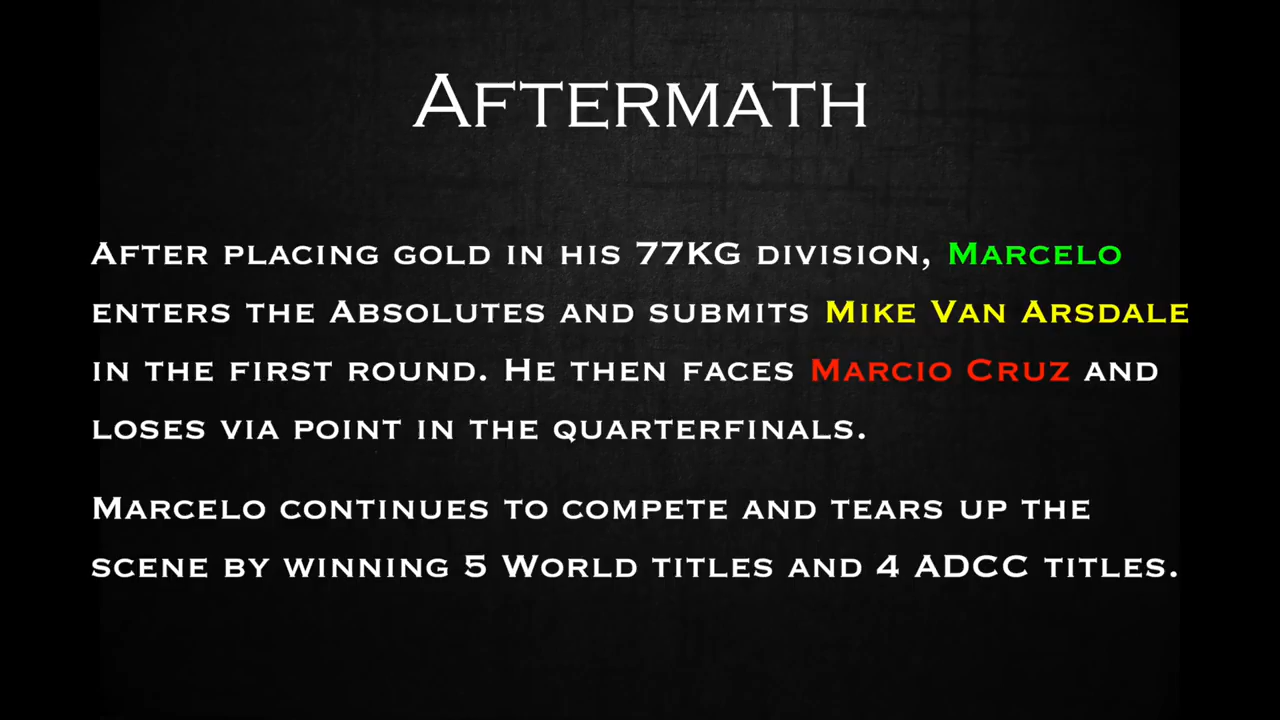 Aftermath
After placing gold in his 77kg division, Marcelo
enters the Absolutes and submits Mike Van Arsdale
in the first round. He then faces Marcio Cruz and
loses via point in the quarterfinals.
Marcelo continues to compete and tears up the
scene by winning 5 World titles and 4 ADCC titles.